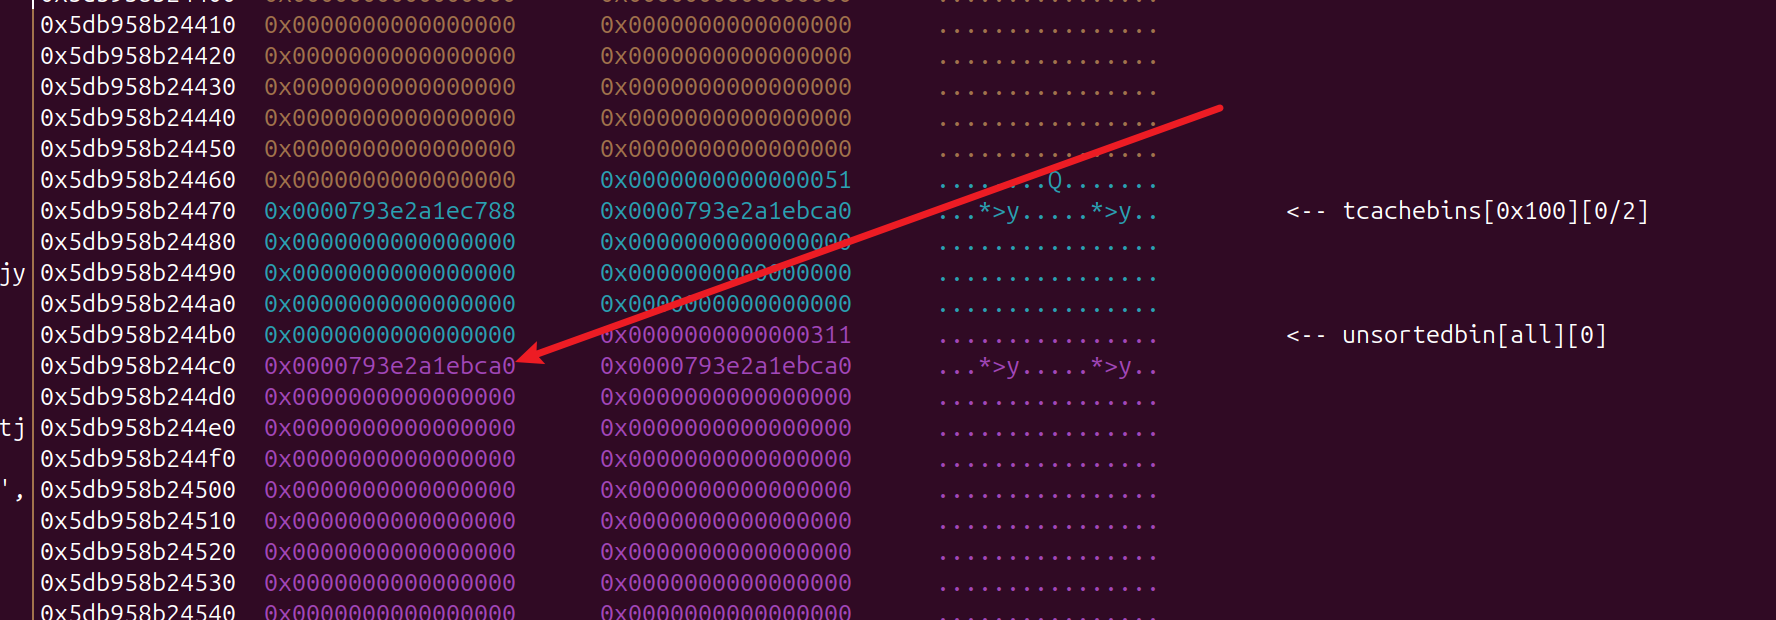 0x5db958b24410 0x0000000000000000 0x0000000000000000 ................
0x5db958b24420 0x0000000000000000 0x0000000000000000 ................
0x5db958b24430 0x0000000000000000 0x0000000000000000 ................
0x5db958b24440 0x0000000000000000 0x0000000000000000 ................
0x5db958b24450 0x0000000000000000 0x0000000000000000 ................
0x5db958b24460 0x0000000000000000 0x0000000000000051 ........Q.......
0x5db958b24470 0x0000793e2a1ec788 0x0000793e2a1ebca0 ...*>y.....*>y.. <-- tcachebins[0x100][0/2]
0x5db958b24480 0x0000000000000000 0x0000000000000000 ................
jy 0x5db958b24490 0x0000000000000000 0x0000000000000000 ................
0x5db958b244a0 0x0000000000000000 0x0000000000000000 ................
0x5db958b244b0 0x0000000000000000 0x0000000000000311 ................ <-- unsortedbin[all][0]
0x5db958b244c0 0x0000793e2a1ebca0 0x0000793e2a1ebca0 ...*>y.....*>y..
0x5db958b244d0 0x0000000000000000 0x0000000000000000 ................
tj 0x5db958b244e0 0x0000000000000000 0x0000000000000000 ................
0x5db958b244f0 0x0000000000000000 0x0000000000000000 ................
', 0x5db958b24500 0x0000000000000000 0x0000000000000000 ................
0x5db958b24510 0x0000000000000000 0x0000000000000000 ................
0x5db958b24520 0x0000000000000000 0x0000000000000000 ................
0x5db958b24530 0x0000000000000000 0x0000000000000000 ................
0x5db958b24540 0x0000000000000000 0x0000000000000000 ................